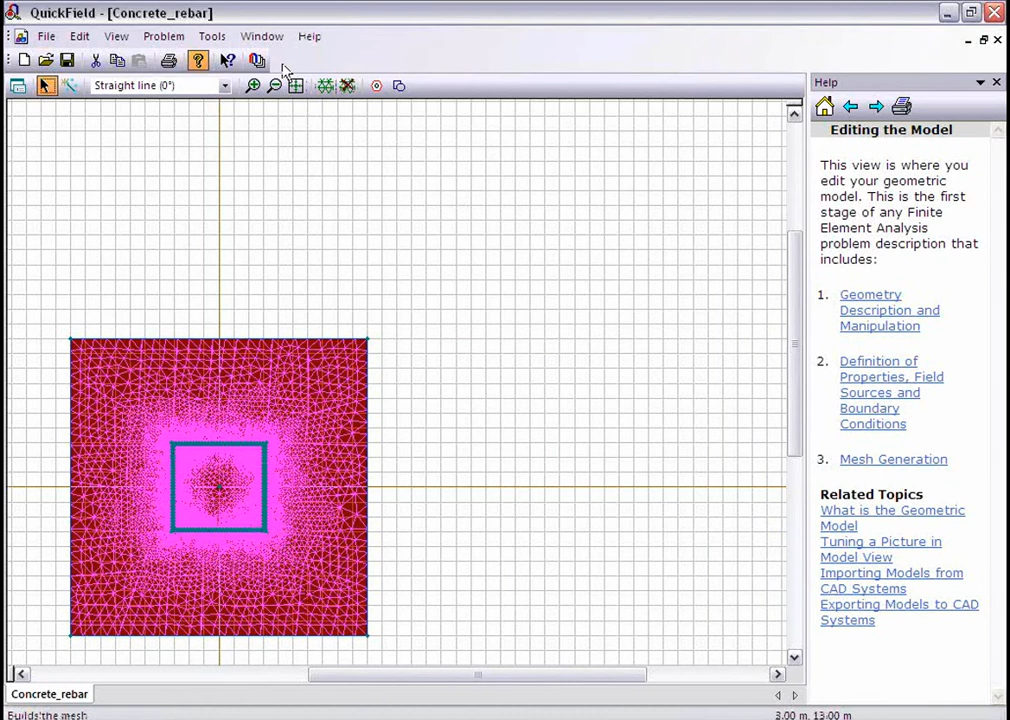 QuickField - [Concrete_rebar]
File Edit View Problem Tools Window Help
Straight line (0°)
Help
Editing the Model
This view is where you
edit your geometric
model. This is the first
stage of any Finite
Element Analysis
problem description that
includes:
1. Geometry
Description and
Manipulation
2. Definition of
Properties, Field
Sources and
Boundary
Conditions
3. Mesh Generation
Related Topics
What is the Geometric
Model
Tuning a Picture in
Model View
Importing Models from
CAD Systems
Exporting Models to CAD
Systems
Concrete_rebar
Builds the mesh
3.00 m, 13.00 m